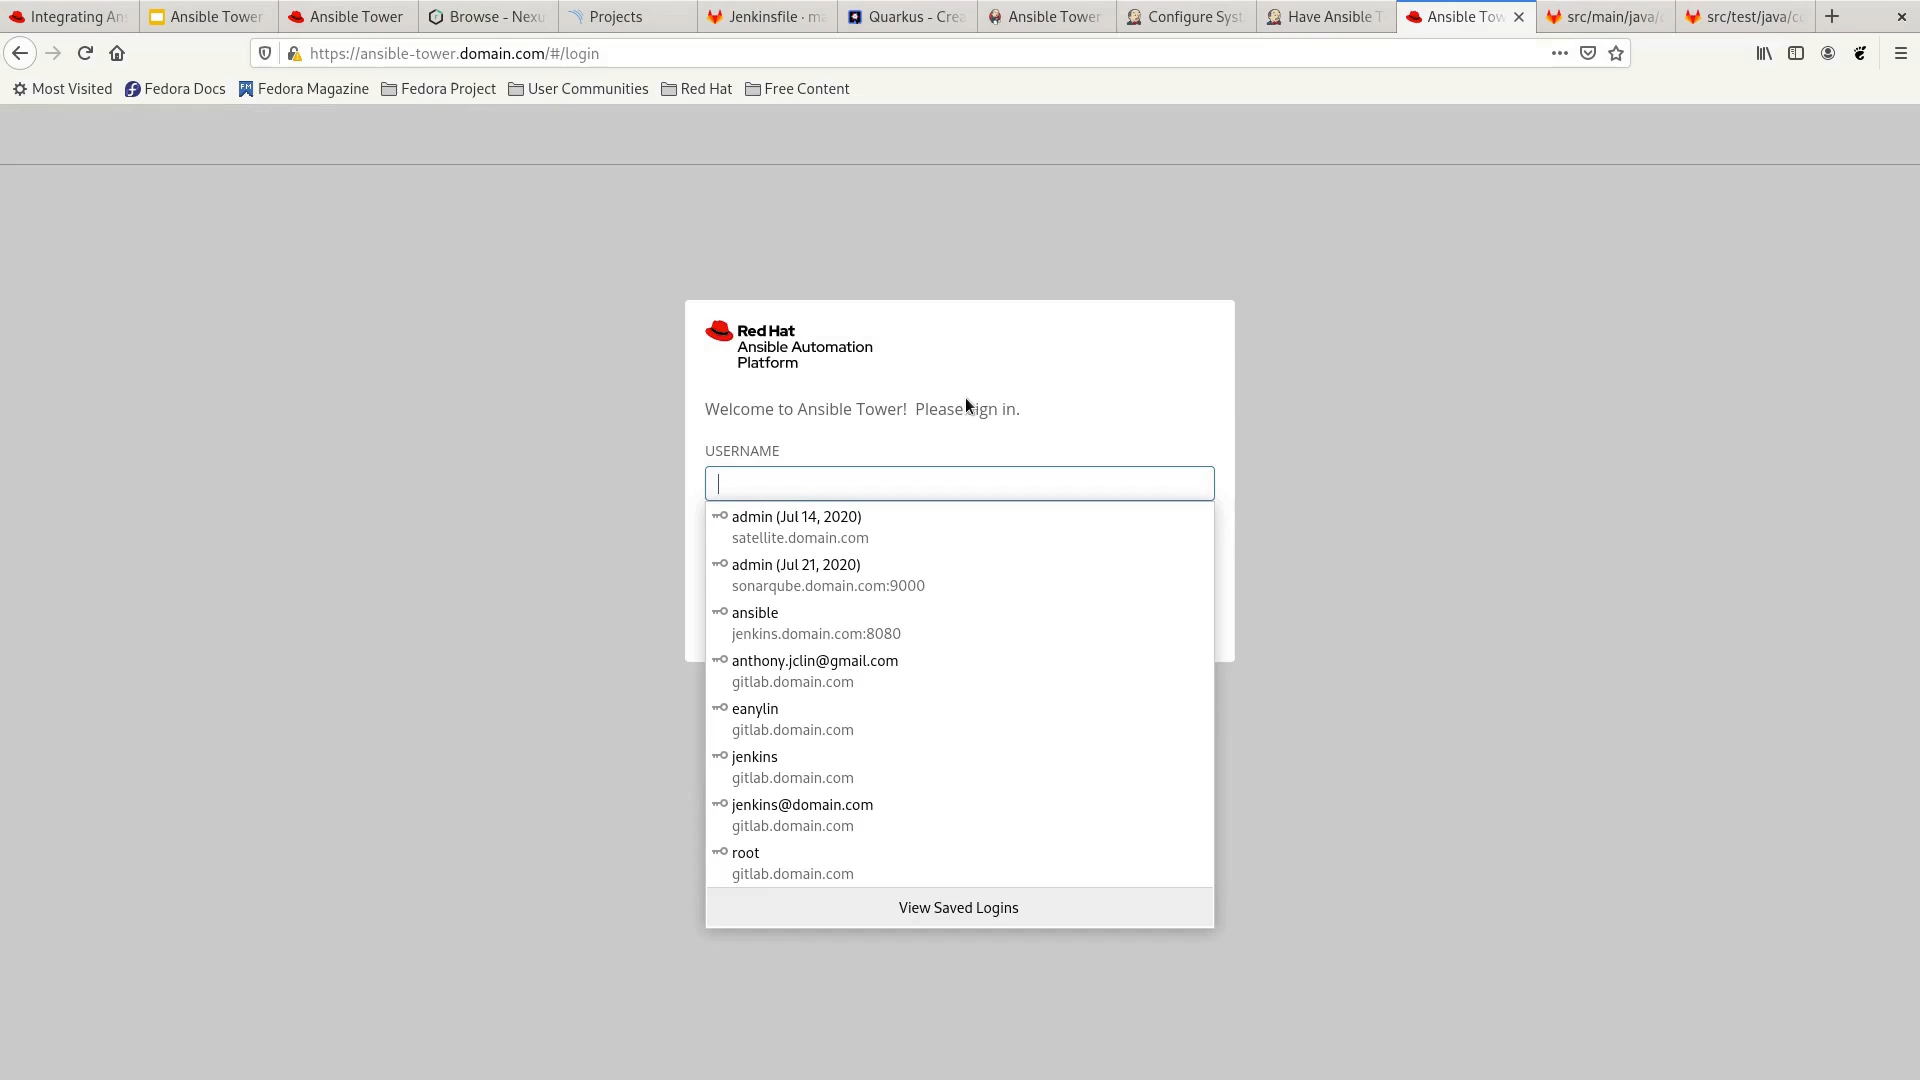 Integrating An
Ansible Tower
Ansible Tower
Browse - Nexu
Projects
Jenkinsfile · ma
Quarkus - Crea
Ansible Tower
Configure Syst
Have Ansible T
Ansible Tow
src/main/java/c
src/test/java/co
https://ansible-tower.domain.com/#/login
Most Visited
Fedora Docs
Fedora Magazine
Fedora Project
User Communities
Red Hat
Free Content
Red Hat
Ansible Automation
Platform
Welcome to Ansible Tower! Please sign in.
USERNAME
admin (Jul 14, 2020)
satellite.domain.com
admin (Jul 21, 2020)
sonarqube.domain.com:9000
ansible
jenkins.domain.com:8080
anthony.jclin@gmail.com
gitlab.domain.com
eanylin
gitlab.domain.com
jenkins
gitlab.domain.com
jenkins@domain.com
gitlab.domain.com
root
gitlab.domain.com
View Saved Logins